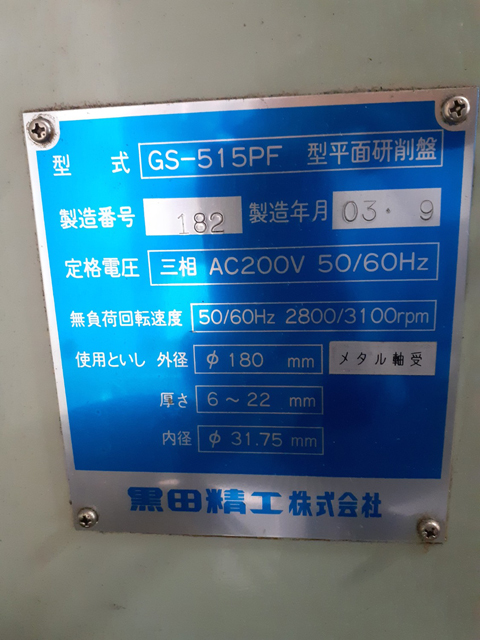 型式 GS-515PF 型平面研削盤
製造番号 182 製造年月 03・9
定格電圧 三相 AC200V 50/60Hz
無負荷回転速度 50/60Hz 2800/3100rpm
使用といし 外径 φ180 mm メタル軸受
厚さ 6～22 mm
内径 φ31.75 mm
黒田精工株式会社